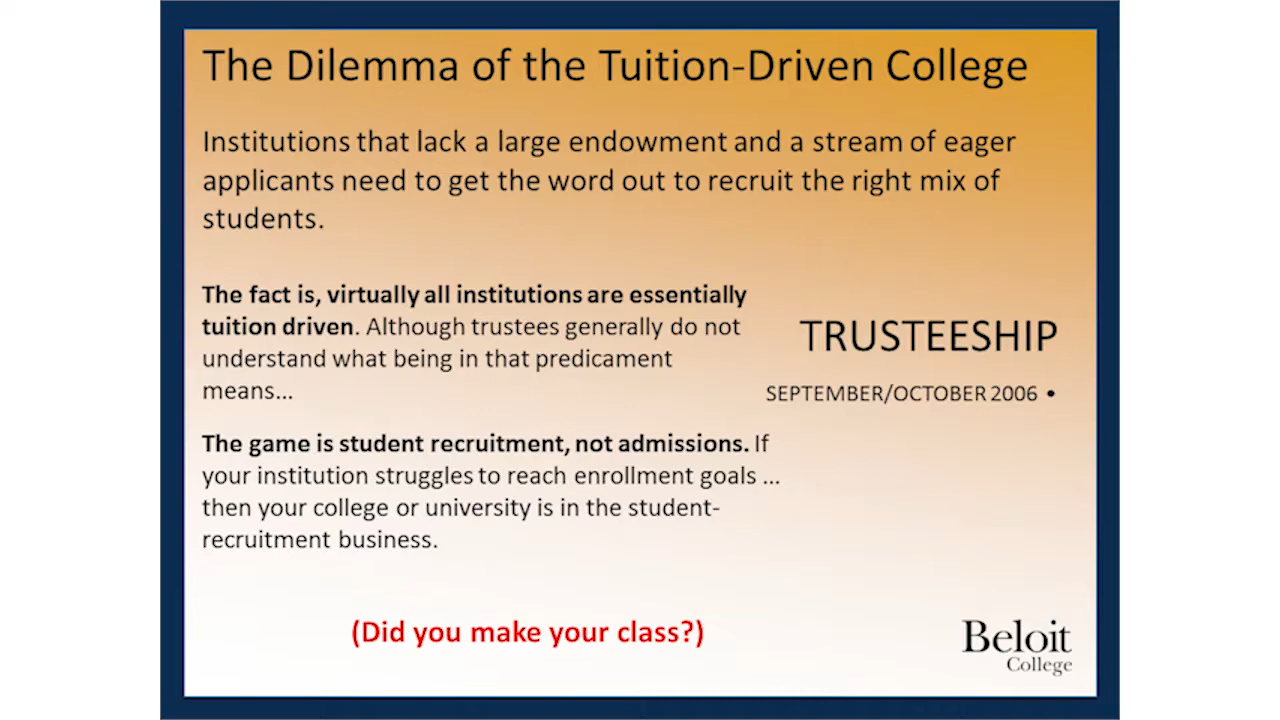 The Dilemma of the Tuition-Driven College
Institutions that lack a large endowment and a stream of eager
applicants need to get the word out to recruit the right mix of
students.
The fact is, virtually all institutions are essentially
tuition driven. Although trustees generally do not
understand what being in that predicament
means...
TRUSTEESHIP
SEPTEMBER/OCTOBER 2006 •
The game is student recruitment, not admissions. If
your institution struggles to reach enrollment goals ...
then your college or university is in the student-
recruitment business.
(Did you make your class?)
Beloit
College